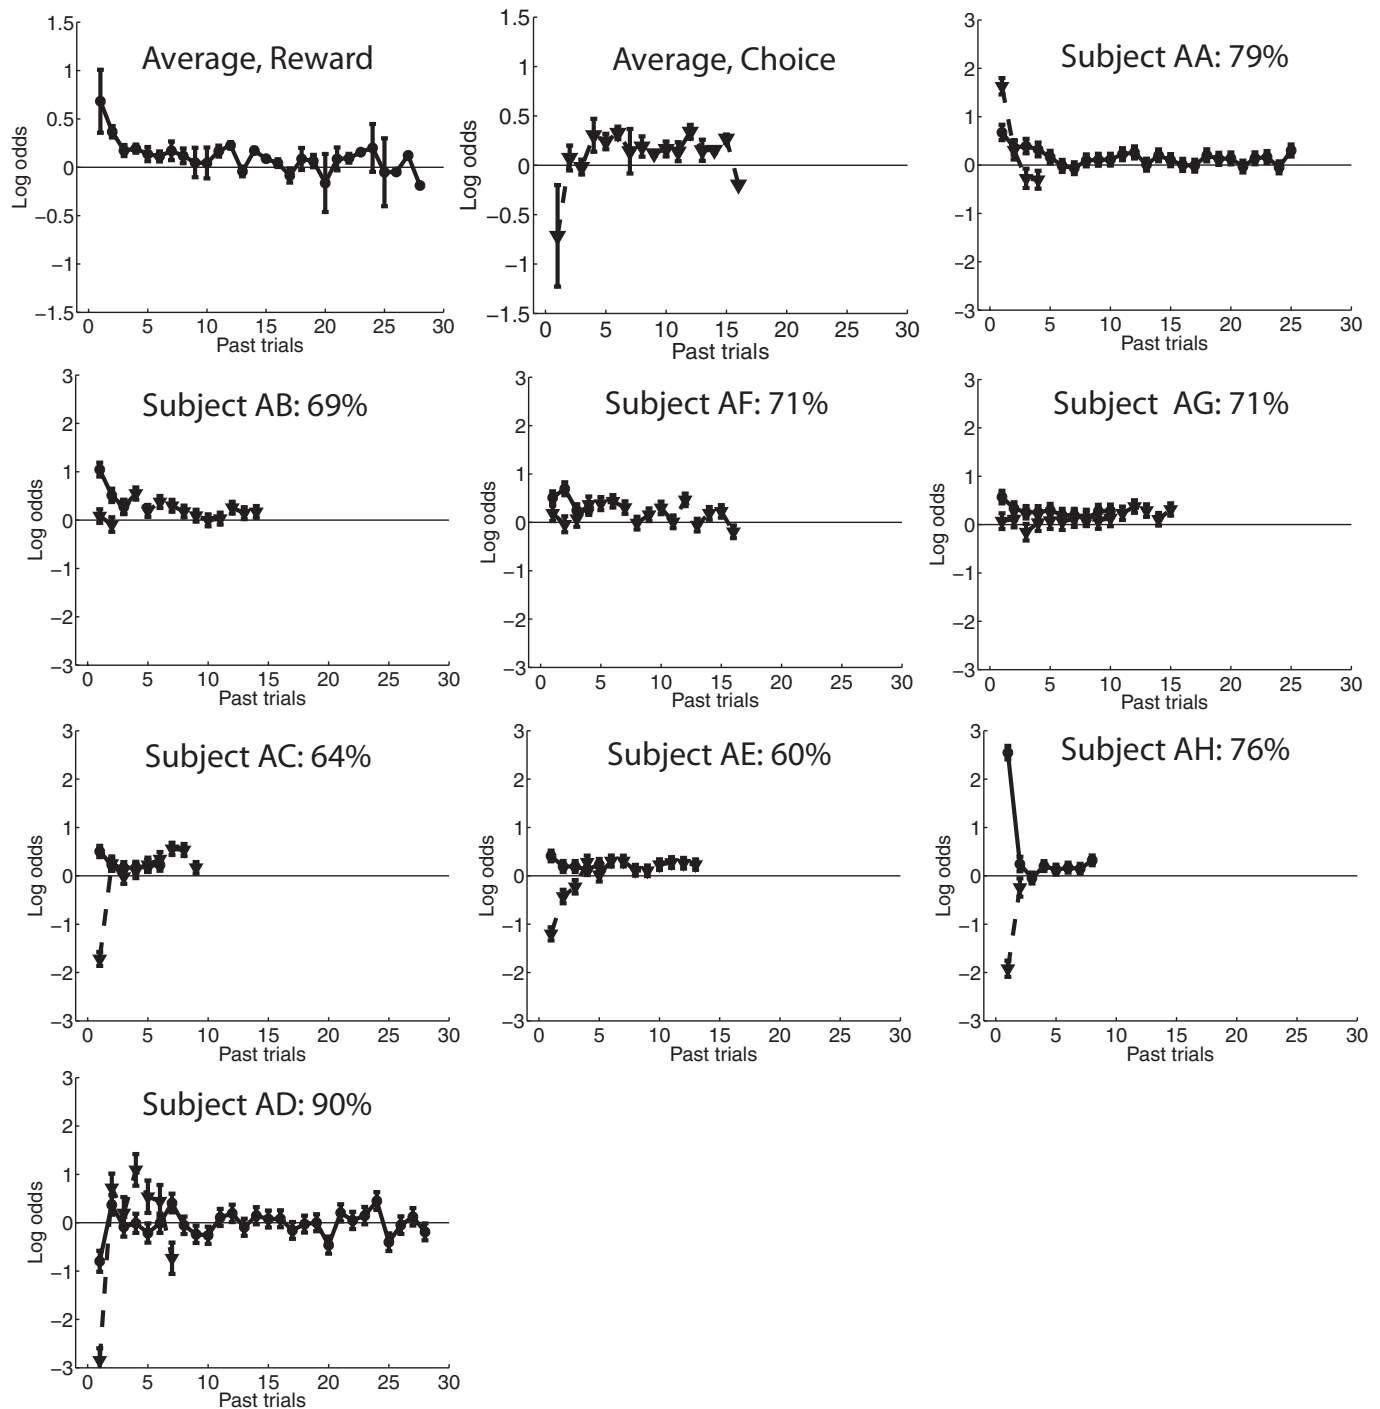 Average, Reward
1.5
1
0.5
0
−0.5
−1
−1.5
Log odds
0 5 10 15 20 25 30
Past trials
Average, Choice
1.5
1
0.5
0
−0.5
−1
−1.5
Log odds
0 5 10 15 20 25 30
Past trials
Subject AA: 79%
3
2
1
0
−1
−2
−3
Log odds
0 5 10 15 20 25 30
Past trials
Subject AB: 69%
3
2
1
0
−1
−2
−3
Log odds
0 5 10 15 20 25 30
Past trials
Subject AF: 71%
3
2
1
0
−1
−2
−3
Log odds
0 5 10 15 20 25 30
Past trials
Subject AG: 71%
3
2
1
0
−1
−2
−3
Log odds
0 5 10 15 20 25 30
Past trials
Subject AC: 64%
3
2
1
0
−1
−2
−3
Log odds
0 5 10 15 20 25 30
Past trials
Subject AE: 60%
3
2
1
0
−1
−2
−3
Log odds
0 5 10 15 20 25 30
Past trials
Subject AH: 76%
3
2
1
0
−1
−2
−3
Log odds
0 5 10 15 20 25 30
Past trials
Subject AD: 90%
3
2
1
0
−1
−2
−3
Log odds
0 5 10 15 20 25 30
Past trials